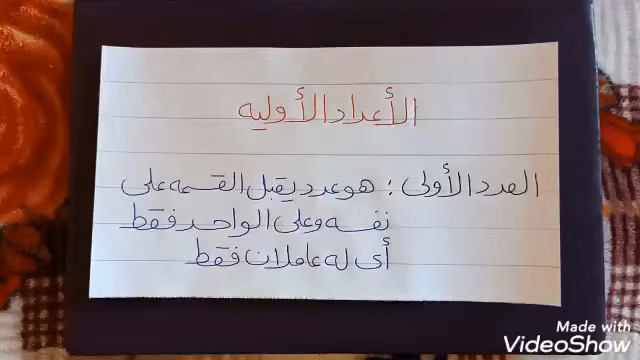 الأعداد الأوليه
العدد الأولى : هو عدد يقبل القسمه على
نفسه وعلى الواحد فقط
أى له عاملان فقط
Made with
VideoShow